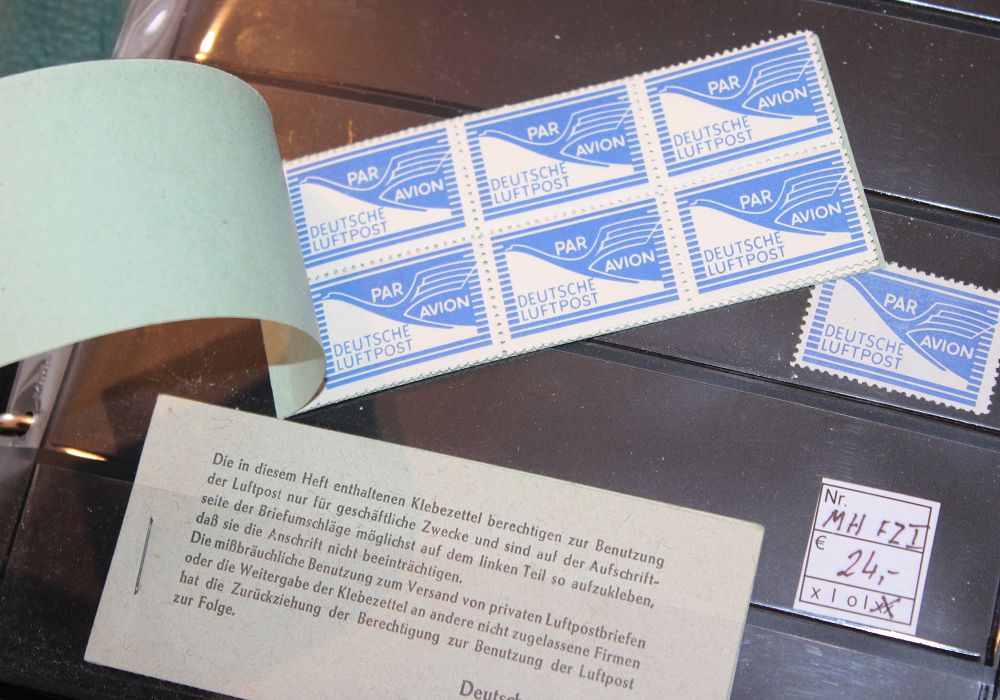 PAR
AVION
DEUTSCHE
LUFTPOST
PAR
AVION
DEUTSCHE
LUFTPOST
PAR
AVION
DEUTSCHE
LUFTPOST
PAR
AVION
DEUTSCHE
LUFTPOST
PAR
AVION
DEUTSCHE
LUFTPOST
PAR
AVION
DEUTSCHE
LUFTPOST
PAR
AVION
DEUTSCHE
LUFTPOST
Die in diesem Heft enthaltenen Klebezettel berechtigen zur Benutzung
der Luftpost nur für geschäftliche Zwecke und sind auf der Aufschrift-
seite der Briefumschläge möglichst auf dem linken Teil so aufzukleben,
daß sie die Anschrift nicht beeinträchtigen.
Die mißbräuchliche Benutzung zum Versand von privaten Luftpostbriefen
oder die Weitergabe der Klebezettel an andere nicht zugelassene Firmen
hat die Zurückziehung der Berechtigung zur Benutzung der Luftpost
zur Folge.
Deutsc
Nr.
MH FZ I
€
24,-
x | o | xx